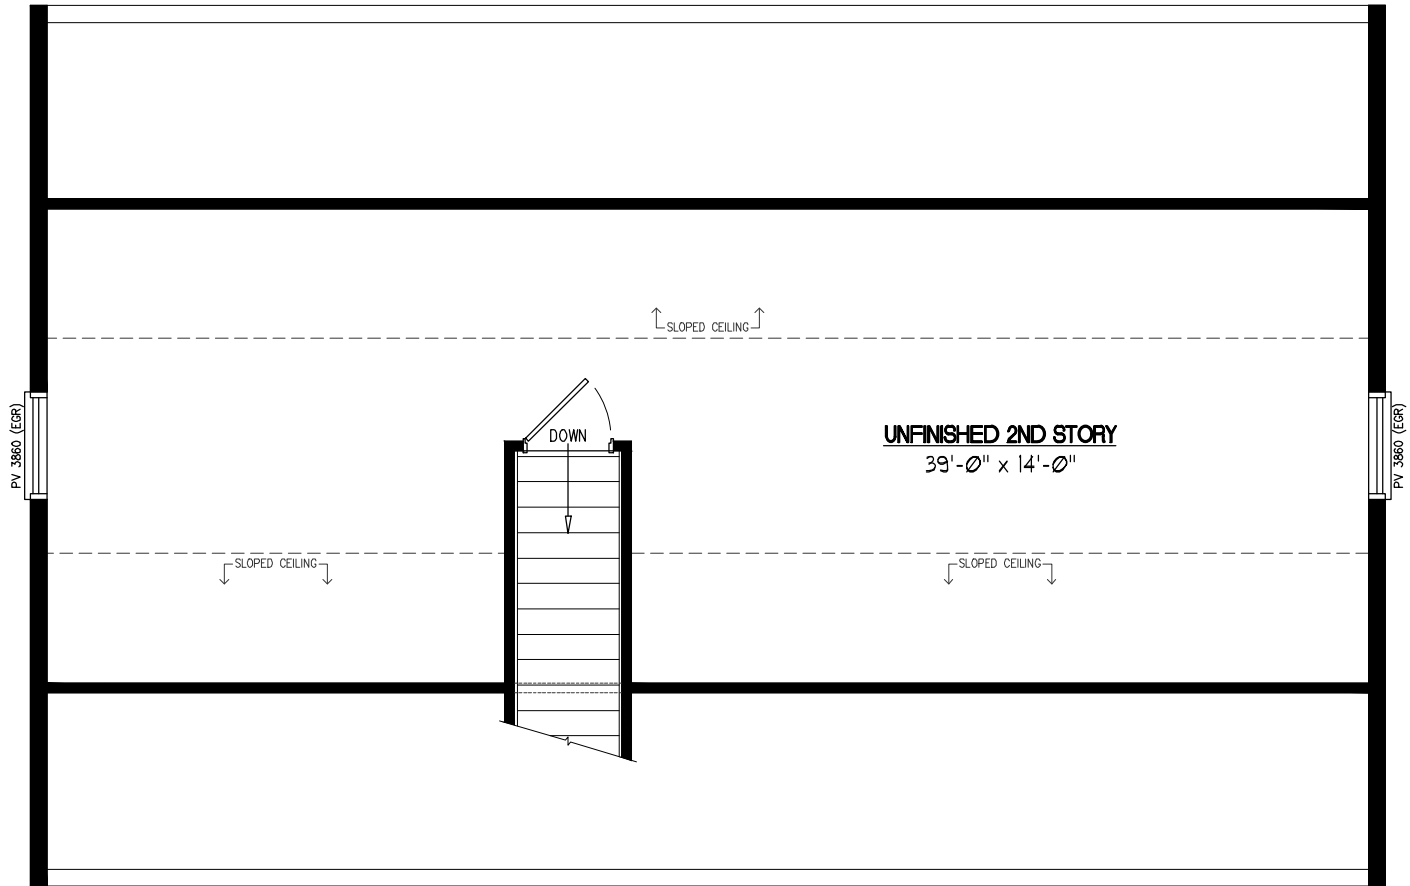 SLOPED CEILING
PV 3860 (EGR)
DOWN
UNFINISHED 2ND STORY
39'-0" x 14'-0"
PV 3860 (EGR)
SLOPED CEILING
SLOPED CEILING